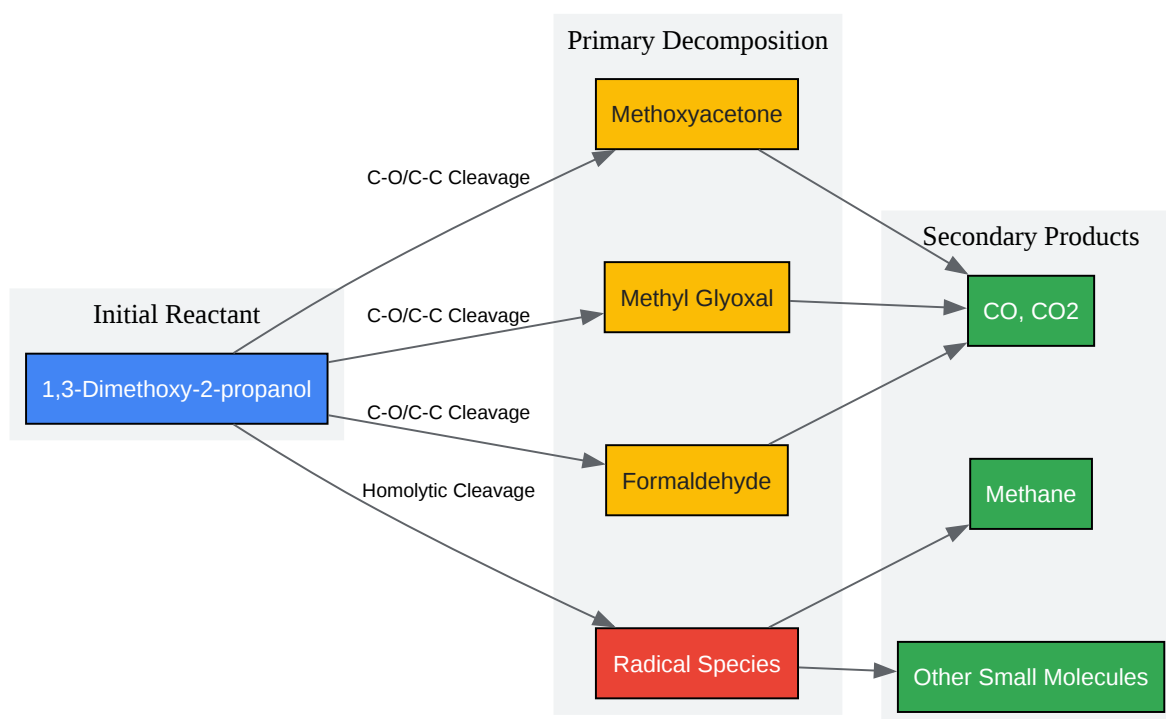 Primary Decomposition
Methoxyacetone
C-O/C-C Cleavage
Secondary Products
Methyl Glyoxal
CO, CO2
Initial Reactant
C-O/C-C Cleavage
1,3-Dimethoxy-2-propanol
C-O/C-C Cleavage
Formaldehyde
Homolytic Cleavage
Methane
Radical Species
Other Small Molecules